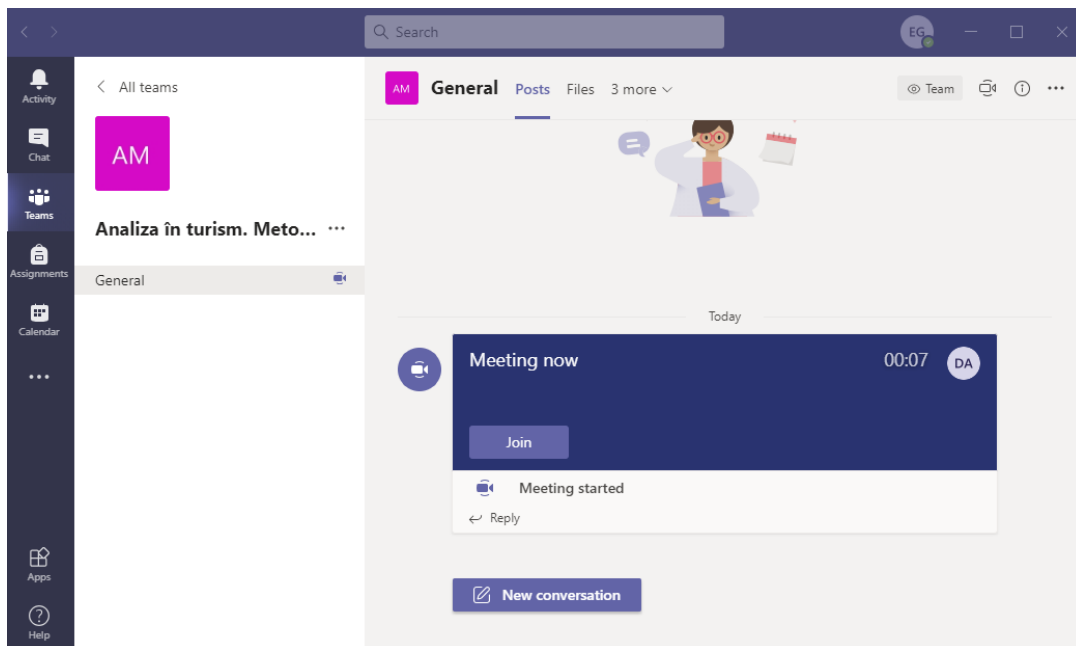 Search
EG
Activity
Chat
Teams
Assignments
Calendar
Apps
Help
All teams
AM
Analiza în turism. Meto...
General
AM
General
Posts
Files
3 more
Team
Today
Meeting now
00:07
DA
Join
Meeting started
Reply
New conversation